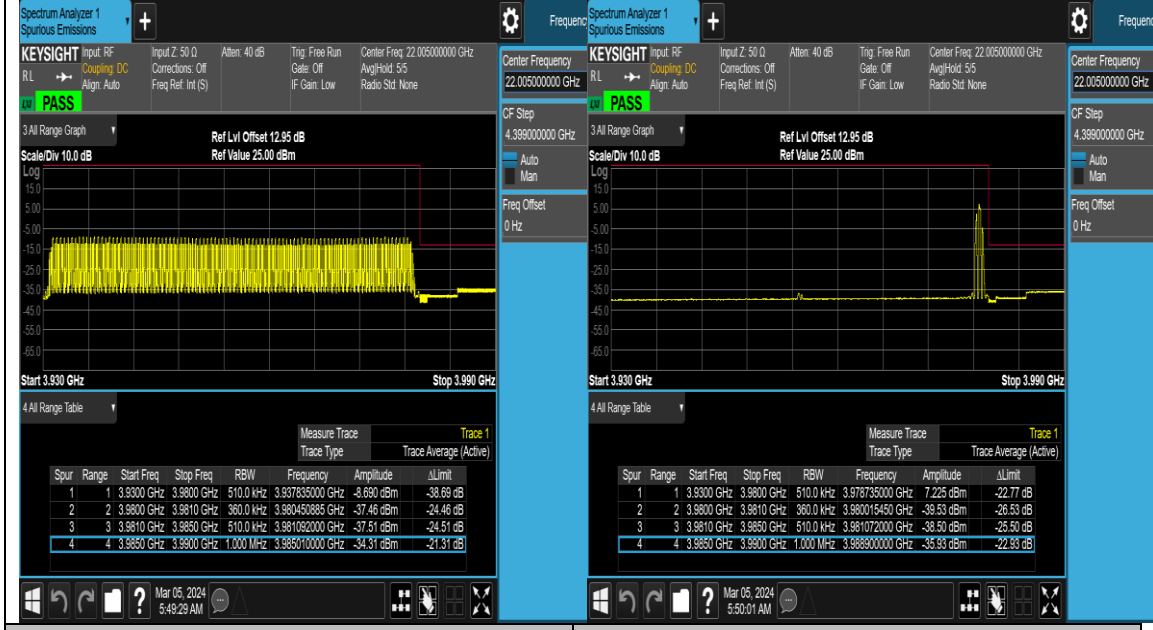 Spectrum Analyzer 1
Spurious Emissions
+
Frequenc
KEYSIGHT Input: RF Input Z: 50 Ω Atten: 40 dB Trig: Free Run Center Freq: 22.005000000 GHz
RL Coupling: DC Corrections: Off Gate: Off Avg|Hold: 5/5
Align: Auto Freq Ref: Int (S) IF Gain: Low Radio Std: None
PASS
Center Frequency
22.005000000 GHz
CF Step
4.399000000 GHz
Auto
Man
Freq Offset
0 Hz
3 All Range Graph
Ref Lvl Offset 12.95 dB
Scale/Div 10.0 dB Ref Value 25.00 dBm
Log
15.0
5.00
-5.00
-15.0
-25.0
-35.0
-45.0
-55.0
-65.0
Start 3.930 GHz Stop 3.990 GHz
4 All Range Table
Measure Trace Trace 1
Trace Type Trace Average (Active)
Spur Range Start Freq Stop Freq RBW Frequency Amplitude ΔLimit
1 1 3.9300 GHz 3.9800 GHz 510.0 kHz 3.937835000 GHz -8.690 dBm -38.69 dB
2 2 3.9800 GHz 3.9810 GHz 360.0 kHz 3.980450885 GHz -37.46 dBm -24.46 dB
3 3 3.9810 GHz 3.9850 GHz 510.0 kHz 3.981092000 GHz -37.51 dBm -24.51 dB
4 4 3.9850 GHz 3.9900 GHz 1.000 MHz 3.985010000 GHz -34.31 dBm -21.31 dB
?
Mar 05, 2024
5:49:29 AM
Spectrum Analyzer 1
Spurious Emissions
+
Frequenc
KEYSIGHT Input: RF Input Z: 50 Ω Atten: 40 dB Trig: Free Run Center Freq: 22.005000000 GHz
RL Coupling: DC Corrections: Off Gate: Off Avg|Hold: 5/5
Align: Auto Freq Ref: Int (S) IF Gain: Low Radio Std: None
PASS
Center Frequency
22.005000000 GHz
CF Step
4.399000000 GHz
Auto
Man
Freq Offset
0 Hz
3 All Range Graph
Ref Lvl Offset 12.95 dB
Scale/Div 10.0 dB Ref Value 25.00 dBm
Log
15.0
5.00
-5.00
-15.0
-25.0
-35.0
-45.0
-55.0
-65.0
Start 3.930 GHz Stop 3.990 GHz
4 All Range Table
Measure Trace Trace 1
Trace Type Trace Average (Active)
Spur Range Start Freq Stop Freq RBW Frequency Amplitude ΔLimit
1 1 3.9300 GHz 3.9800 GHz 510.0 kHz 3.978735000 GHz 7.225 dBm -22.77 dB
2 2 3.9800 GHz 3.9810 GHz 360.0 kHz 3.980015450 GHz -39.53 dBm -26.53 dB
3 3 3.9810 GHz 3.9850 GHz 510.0 kHz 3.981072000 GHz -38.50 dBm -25.50 dB
4 4 3.9850 GHz 3.9900 GHz 1.000 MHz 3.988900000 GHz -35.93 dBm -22.93 dB
?
Mar 05, 2024
5:50:01 AM